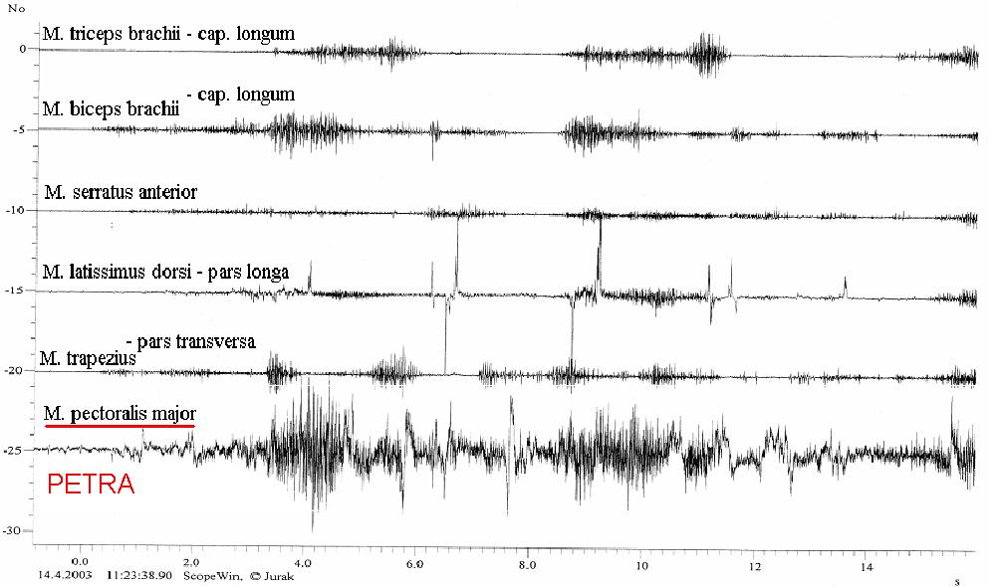 No
M. triceps brachii - cap. longum
0
- cap. longum
M. biceps brachii
-5
M. serratus anterior
-10
M. latissimus dorsi - pars longa
-15
- pars transversa
M. trapezius
-20
M. pectoralis major
-25
PETRA
-30
0.0 2.0 4.0 6.0 8.0 10 12 14
14.4.2003 11:23:38.90 ScopeWin, © Jurak
s